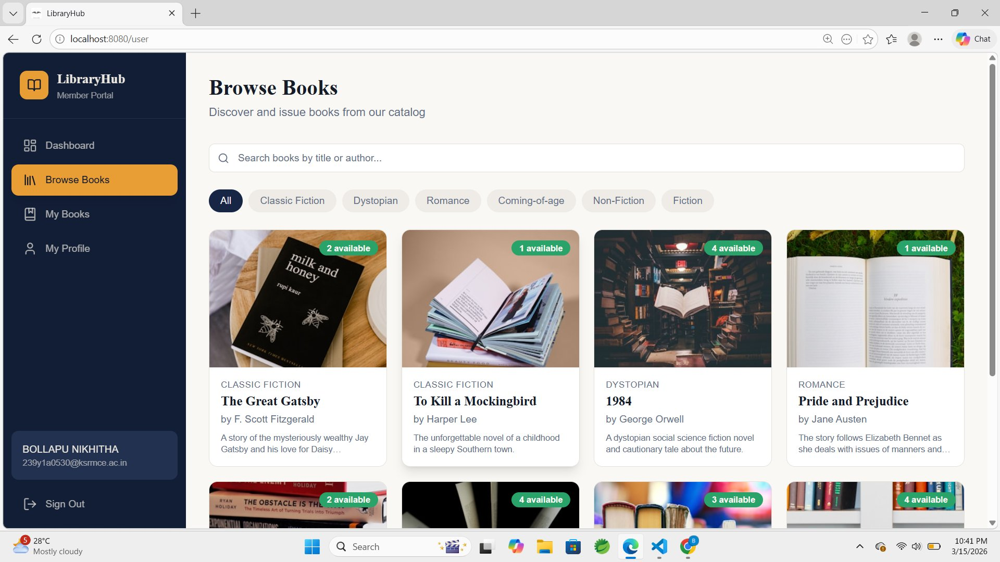 LibraryHub
localhost:8080/user
Chat
LibraryHub
Member Portal
Dashboard
Browse Books
My Books
My Profile
BOLLAPU NIKHITHA
239y1a0530@ksrmce.ac.in
Sign Out
Browse Books
Discover and issue books from our catalog
Search books by title or author...
All
Classic Fiction
Dystopian
Romance
Coming-of-age
Non-Fiction
Fiction
2 available
milk and
honey
rupi kaur
CLASSIC FICTION
The Great Gatsby
by F. Scott Fitzgerald
A story of the mysteriously wealthy Jay
Gatsby and his love for Daisy…
1 available
CLASSIC FICTION
To Kill a Mockingbird
by Harper Lee
The unforgettable novel of a childhood
in a sleepy Southern town.
4 available
EXIT
DYSTOPIAN
1984
by George Orwell
A dystopian social science fiction novel
and cautionary tale about the future.
1 available
ROMANCE
Pride and Prejudice
by Jane Austen
The story follows Elizabeth Bennet as
she deals with issues of manners and…
2 available
HOLIDAY
RYAN
HOLIDAY
THE OBSTACLE IS THE
The Timeless Art of Turning Trials into Triumph
EXPONENTIAL ORGANIZATIONS
4 available
3 available
4 available
5
28°C
Mostly cloudy
Search
B
10:41 PM
3/15/2026